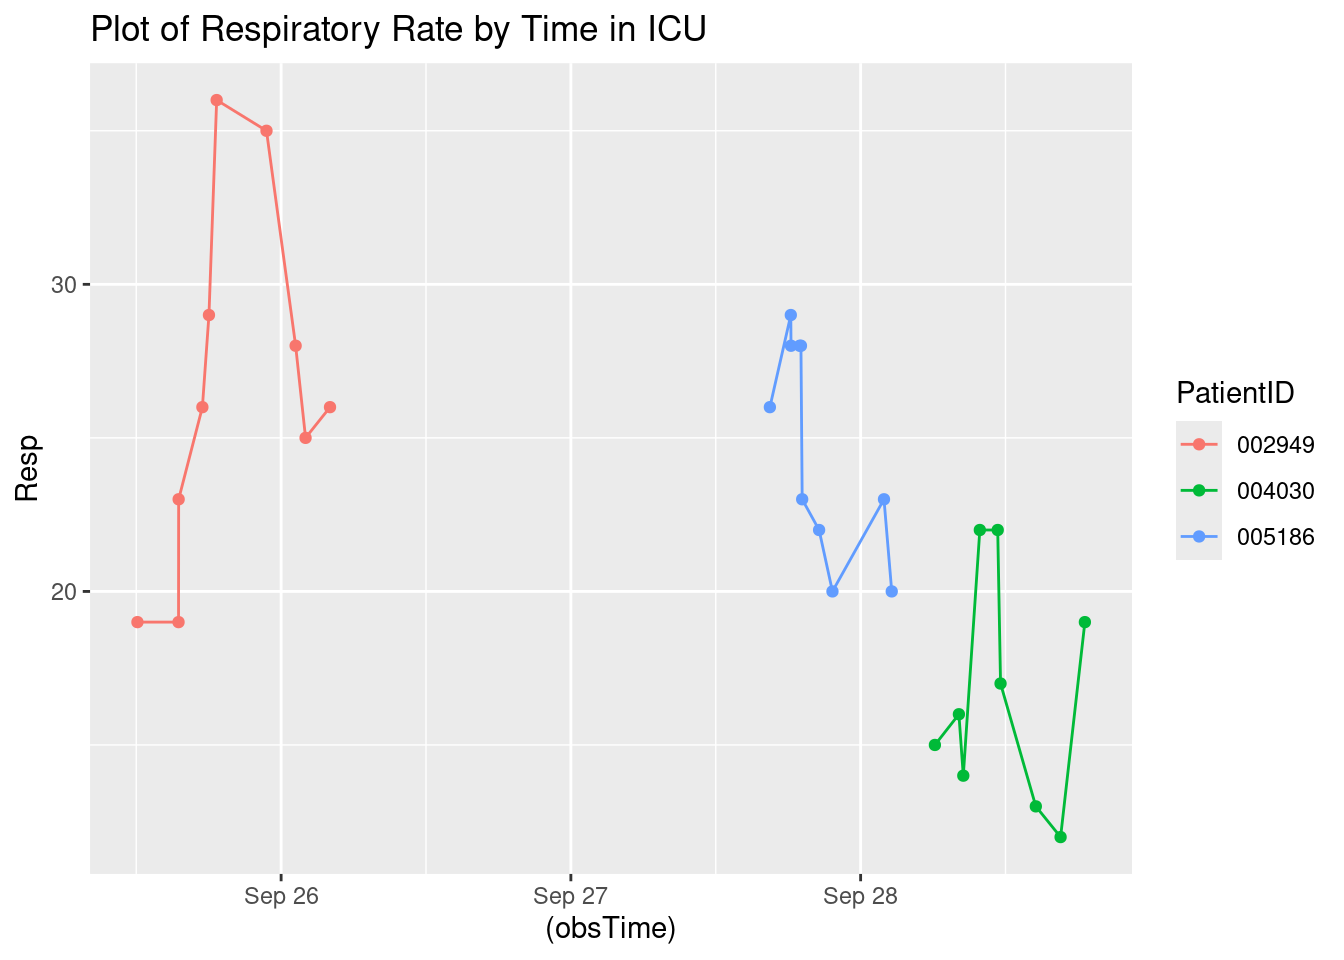 Plot of Respiratory Rate by Time in ICU
30
20
Resp
Sep 26
Sep 27
Sep 28
(obsTime)
PatientID
002949
004030
005186